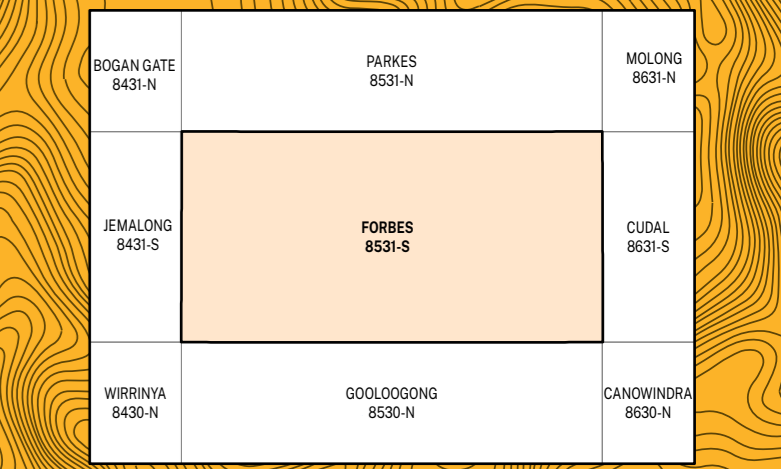 BOGAN GATE
8431-N
PARKES
8531-N
MOLONG
8631-N
JEMALONG
8431-S
FORBES
8531-S
CUDAL
8631-S
WIRRINYA
8430-N
GOOLOOGONG
8530-N
CANOWINDRA
8630-N